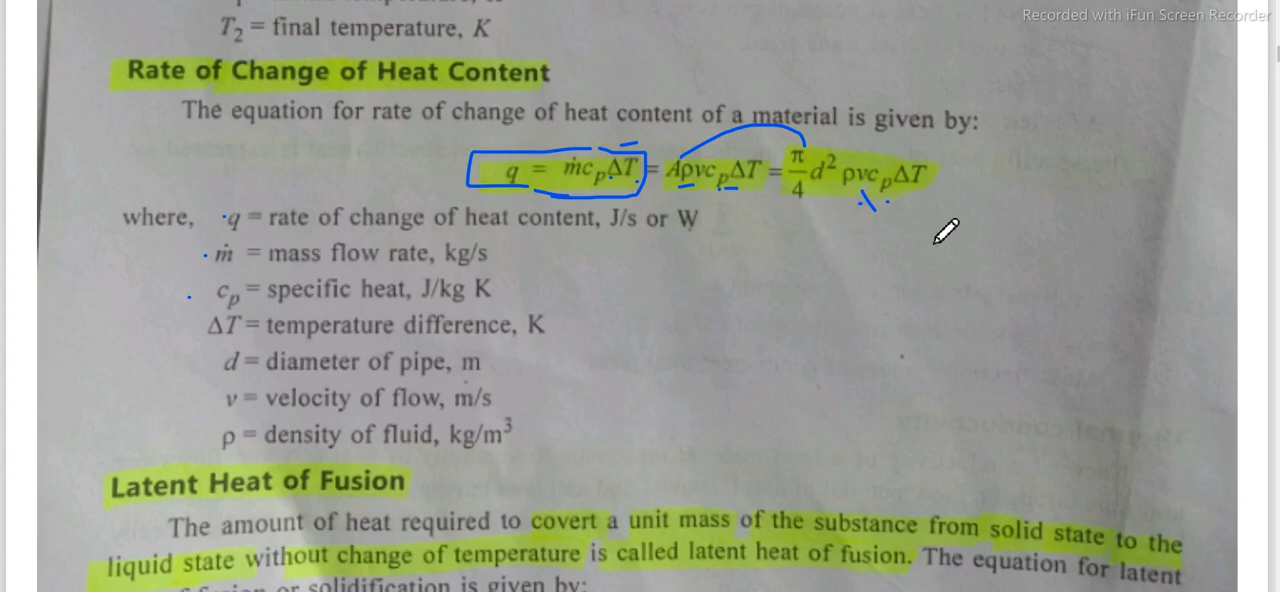 Recorded with iFun Screen Recorder
T₂ = final temperature, K
Rate of Change of Heat Content
The equation for rate of change of heat content of a material is given by:
q = ṁc_pΔT = Aρvc_pΔT = π/4 d² ρvc_pΔT
where, q = rate of change of heat content, J/s or W
ṁ = mass flow rate, kg/s
c_p = specific heat, J/kg K
ΔT = temperature difference, K
d = diameter of pipe, m
v = velocity of flow, m/s
ρ = density of fluid, kg/m³
Latent Heat of Fusion
The amount of heat required to covert a unit mass of the substance from solid state to the
liquid state without change of temperature is called latent heat of fusion. The equation for latent
or solidification is given by: